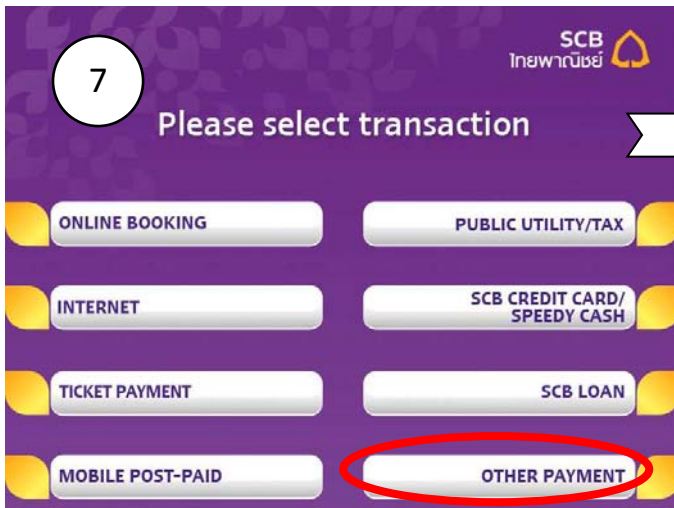 7
SCB
ไทยพาณิชย์
Please select transaction
ONLINE BOOKING
PUBLIC UTILITY/TAX
INTERNET
SCB CREDIT CARD/
SPEEDY CASH
TICKET PAYMENT
SCB LOAN
MOBILE POST-PAID
OTHER PAYMENT